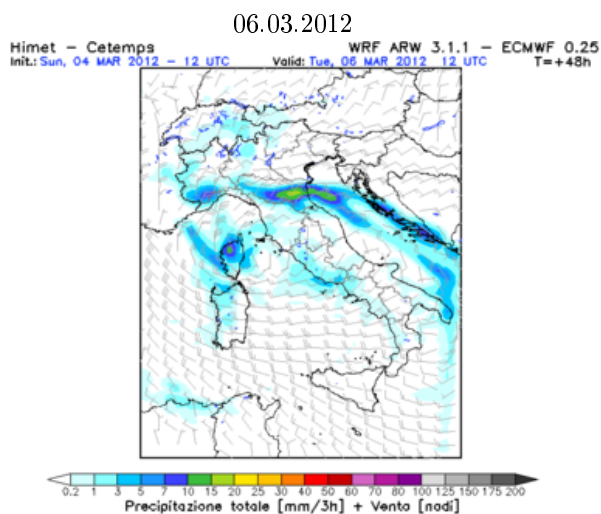 06.03.2012
Himet – Cetemps WRF ARW 3.1.1 – ECMWF 0.25
Init.: Sun, 04 MAR 2012 – 12 UTC Valid: Tue, 06 MAR 2012 12 UTC T=+48h
0.2 1 3 5 7 10 15 20 25 30 40 50 60 70 80 100 125 150 175 200
Precipitazione totale [mm/3h] + Vento [nodi]